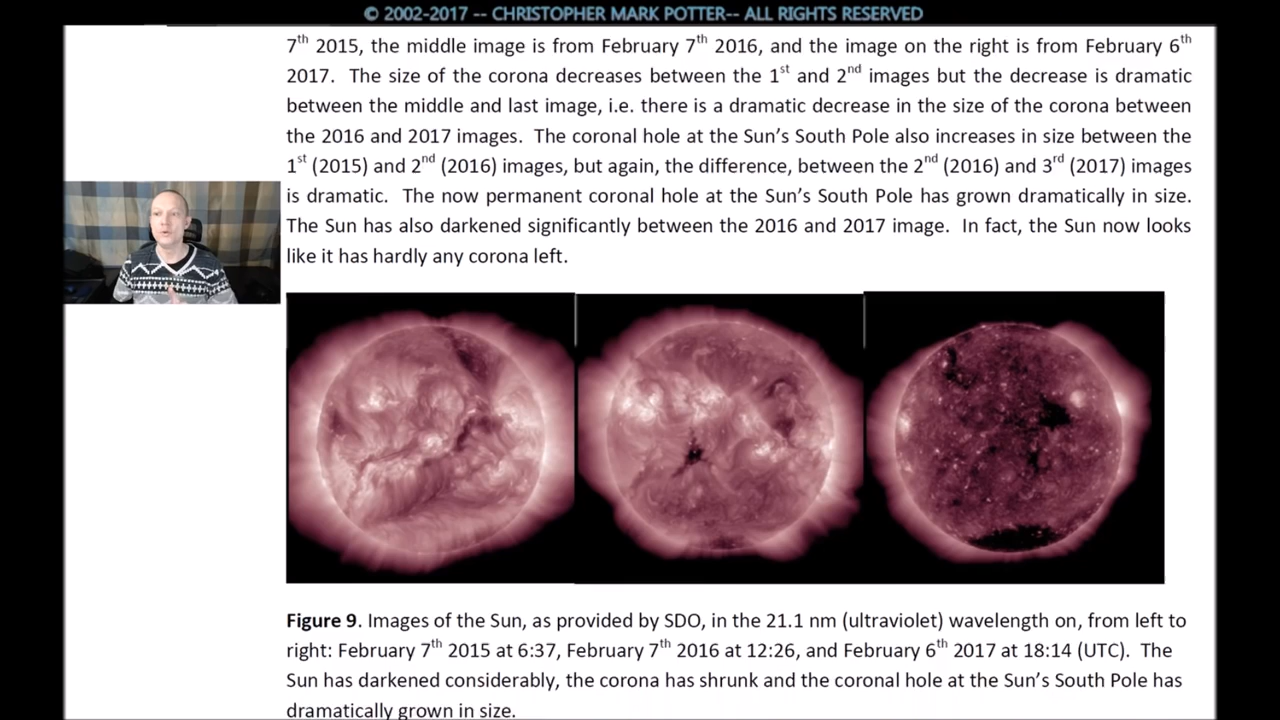 © 2002-2017 -- CHRISTOPHER MARK POTTER-- ALL RIGHTS RESERVED
7th 2015, the middle image is from February 7th 2016, and the image on the right is from February 6th
2017. The size of the corona decreases between the 1st and 2nd images but the decrease is dramatic
between the middle and last image, i.e. there is a dramatic decrease in the size of the corona between
the 2016 and 2017 images. The coronal hole at the Sun's South Pole also increases in size between the
1st (2015) and 2nd (2016) images, but again, the difference, between the 2nd (2016) and 3rd (2017) images
is dramatic. The now permanent coronal hole at the Sun's South Pole has grown dramatically in size.
The Sun has also darkened significantly between the 2016 and 2017 image. In fact, the Sun now looks
like it has hardly any corona left.
Figure 9. Images of the Sun, as provided by SDO, in the 21.1 nm (ultraviolet) wavelength on, from left to
right: February 7th 2015 at 6:37, February 7th 2016 at 12:26, and February 6th 2017 at 18:14 (UTC). The
Sun has darkened considerably, the corona has shrunk and the coronal hole at the Sun's South Pole has
dramatically grown in size.